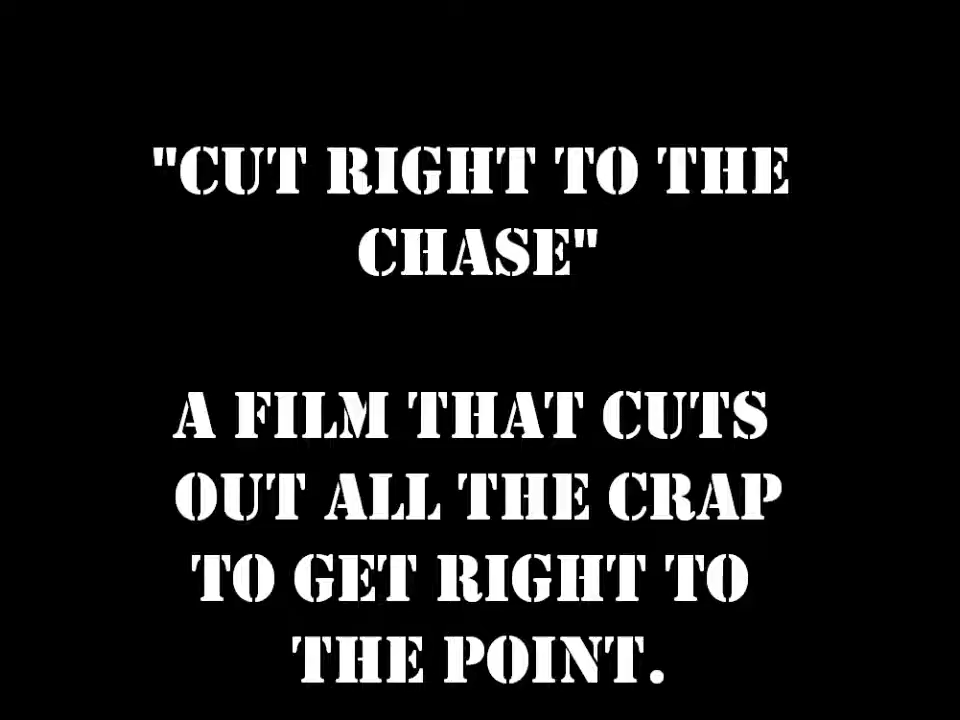 "CUT RIGHT TO THE
CHASE"
A FILM THAT CUTS
OUT ALL THE CRAP
TO GET RIGHT TO
THE POINT.